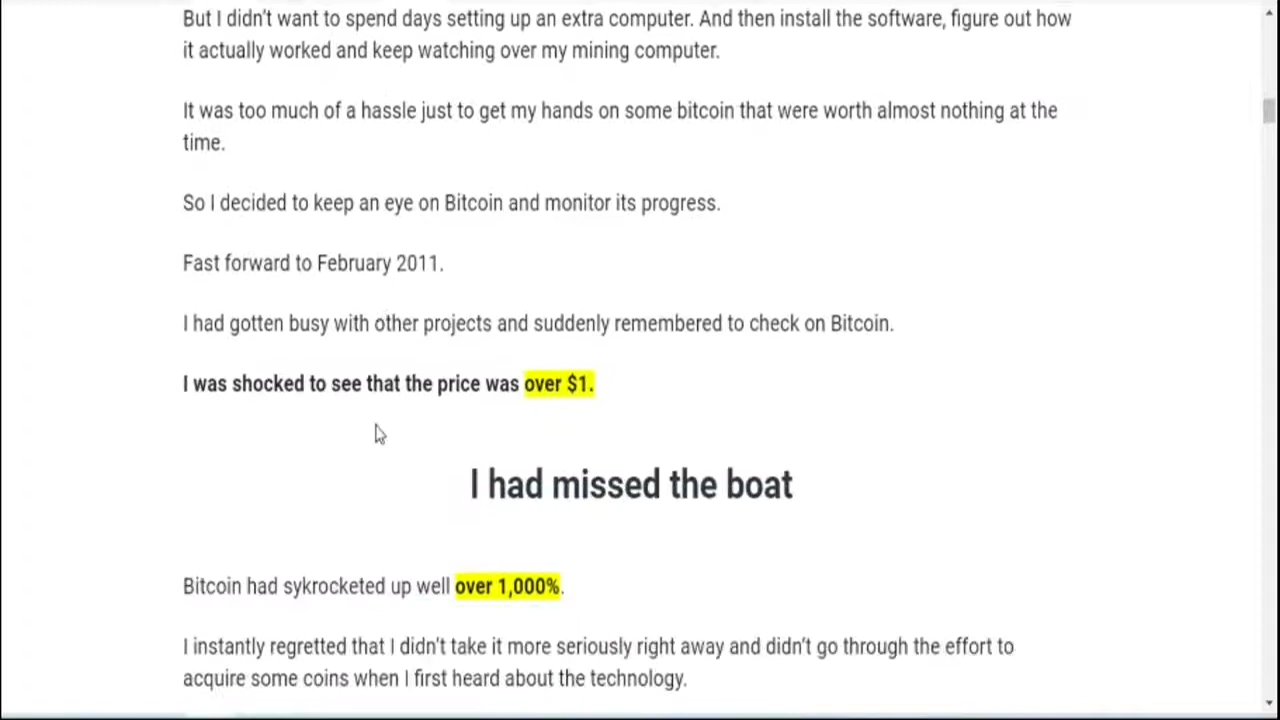 But I didn't want to spend days setting up an extra computer. And then install the software, figure out how
it actually worked and keep watching over my mining computer.
It was too much of a hassle just to get my hands on some bitcoin that were worth almost nothing at the
time.
So I decided to keep an eye on Bitcoin and monitor its progress.
Fast forward to February 2011.
I had gotten busy with other projects and suddenly remembered to check on Bitcoin.
I was shocked to see that the price was over $1.
I had missed the boat
Bitcoin had sykrocketed up well over 1,000%.
I instantly regretted that I didn't take it more seriously right away and didn't go through the effort to
acquire some coins when I first heard about the technology.